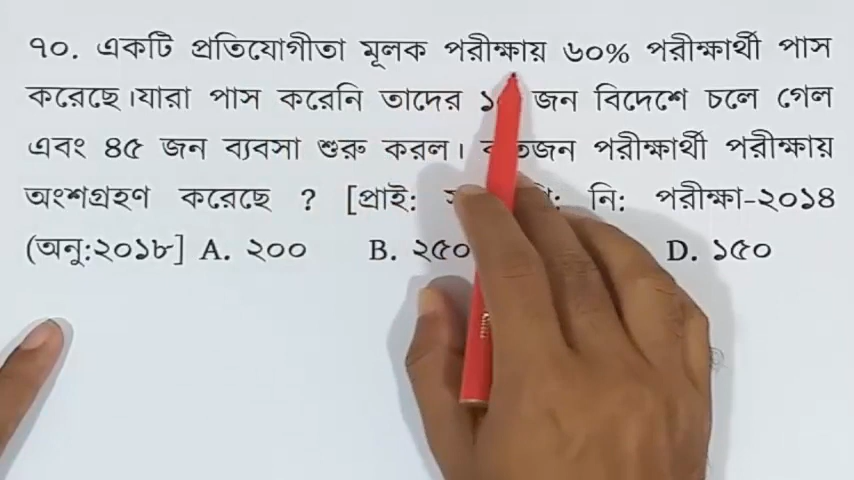 ৭০. একটি প্রতিযোগীতা মূলক পরীক্ষায় ৬০% পরীক্ষার্থী পাস
করেছে।যারা পাস করেনি তাদের জন বিদেশে চলে গেল
এবং ৪৫ জন ব্যবসা শুরু করল। পরীক্ষার্থী পরীক্ষায়
অংশগ্রহণ করেছে ? [প্রাই: নি: পরীক্ষা-২০১৪
(অনু:২০১৮] A. ২০০ B. ২৫০ D. ১৫০